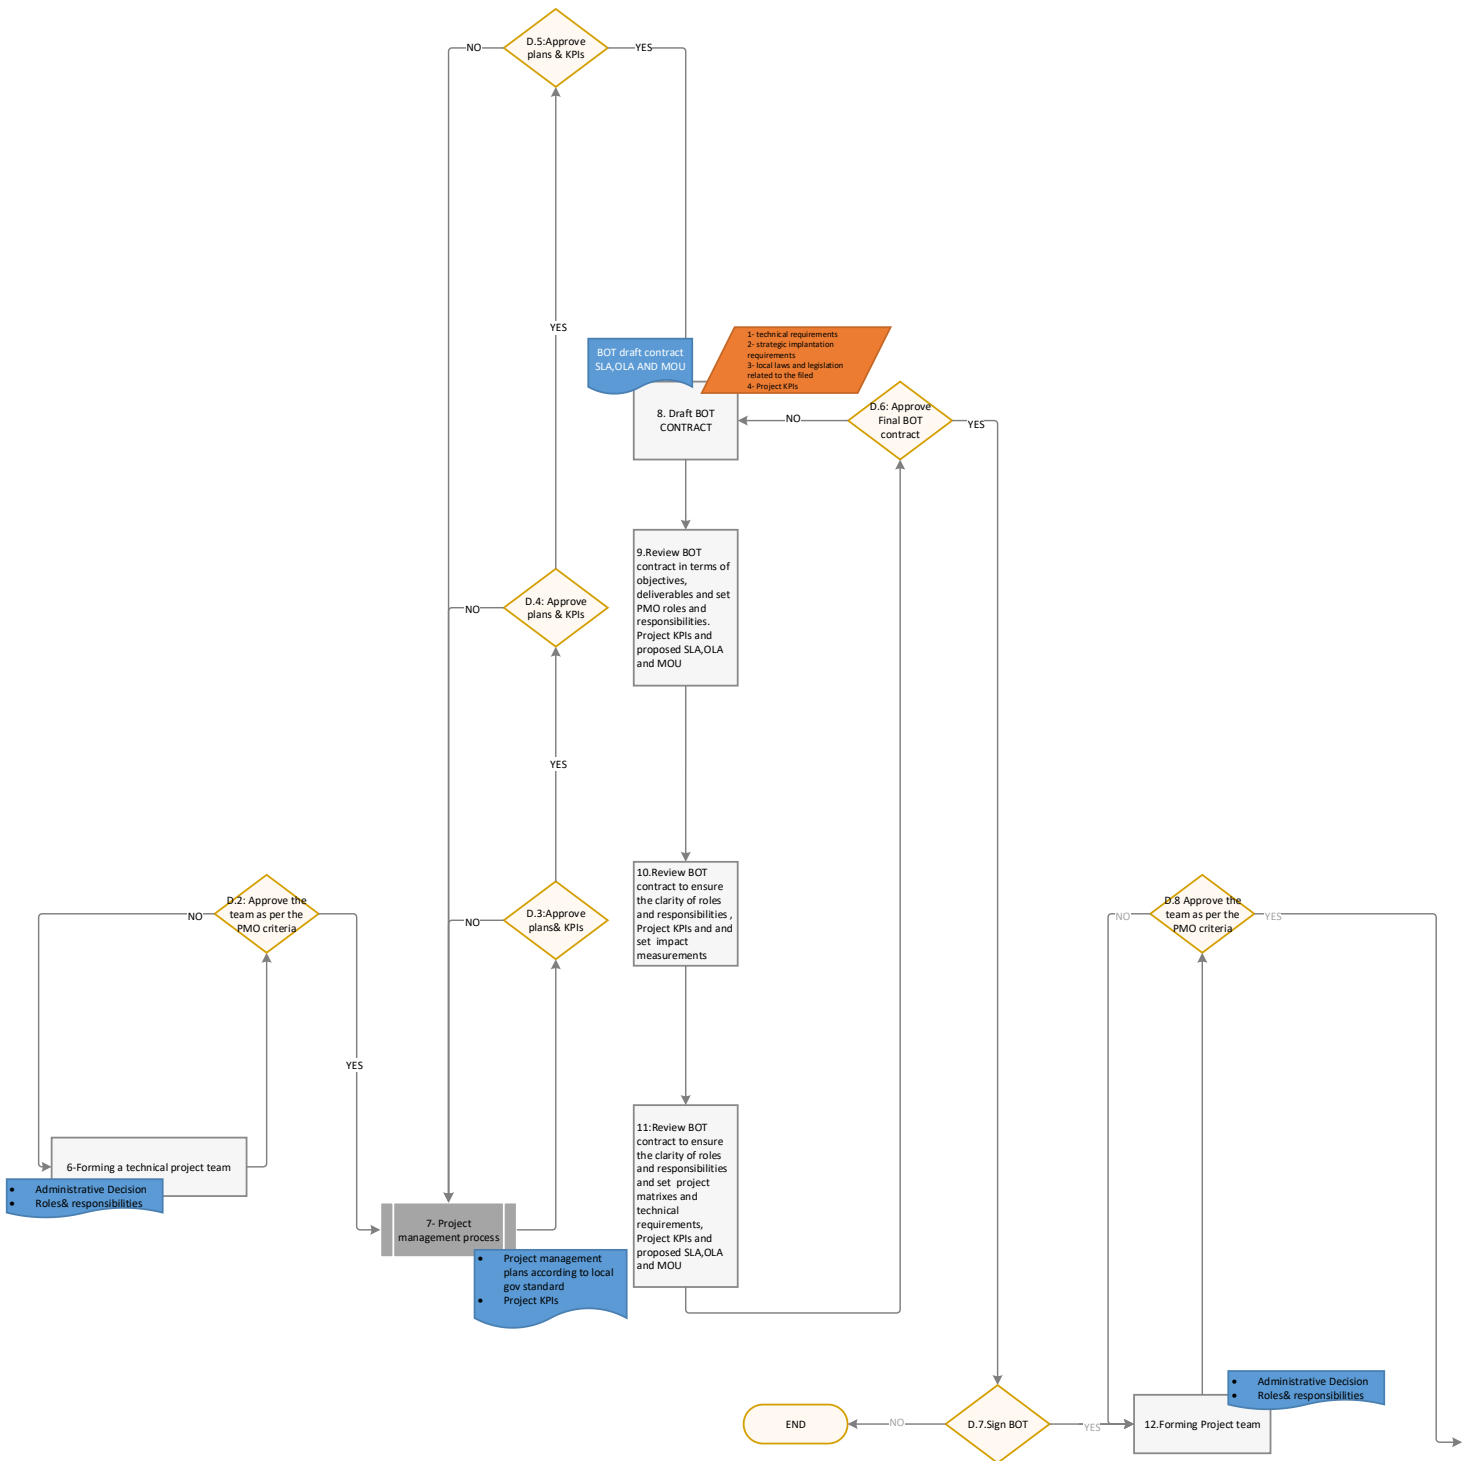 D.5:Approve
plans & KPIs
NO
YES
YES
BOT draft contract
SLA,OLA AND MOU
1- technical requirements
2- strategic implantation
requirements
3- local laws and legislation
related to the filed
4- Project KPIs
8. Draft BOT
CONTRACT
NO
D.6: Approve
Final BOT
contract
YES
9.Review BOT
contract in terms of
objectives,
deliverables and set
PMO roles and
responsibilities.
Project KPIs and
proposed SLA,OLA
and MOU
D.4: Approve
plans & KPIs
NO
YES
10.Review BOT
contract to ensure
the clarity of roles
and responsibilities ,
Project KPIs and and
set  impact
measurements
D.3:Approve
plans& KPIs
NO
D.2: Approve the
team as per the
PMO criteria
NO
YES
6-Forming a technical project team
• Administrative Decision
• Roles& responsibilities
7- Project
management process
• Project management
plans according to local
gov standard
• Project KPIs
11:Review BOT
contract to ensure
the clarity of roles
and responsibilities
and set  project
matrixes and
technical
requirements,
Project KPIs and
proposed SLA,OLA
and MOU
D.8 Approve the
team as per the
PMO criteria
NO
YES
END
NO
D.7.Sign BOT
YES
12.Forming Project team
• Administrative Decision
• Roles& responsibilities